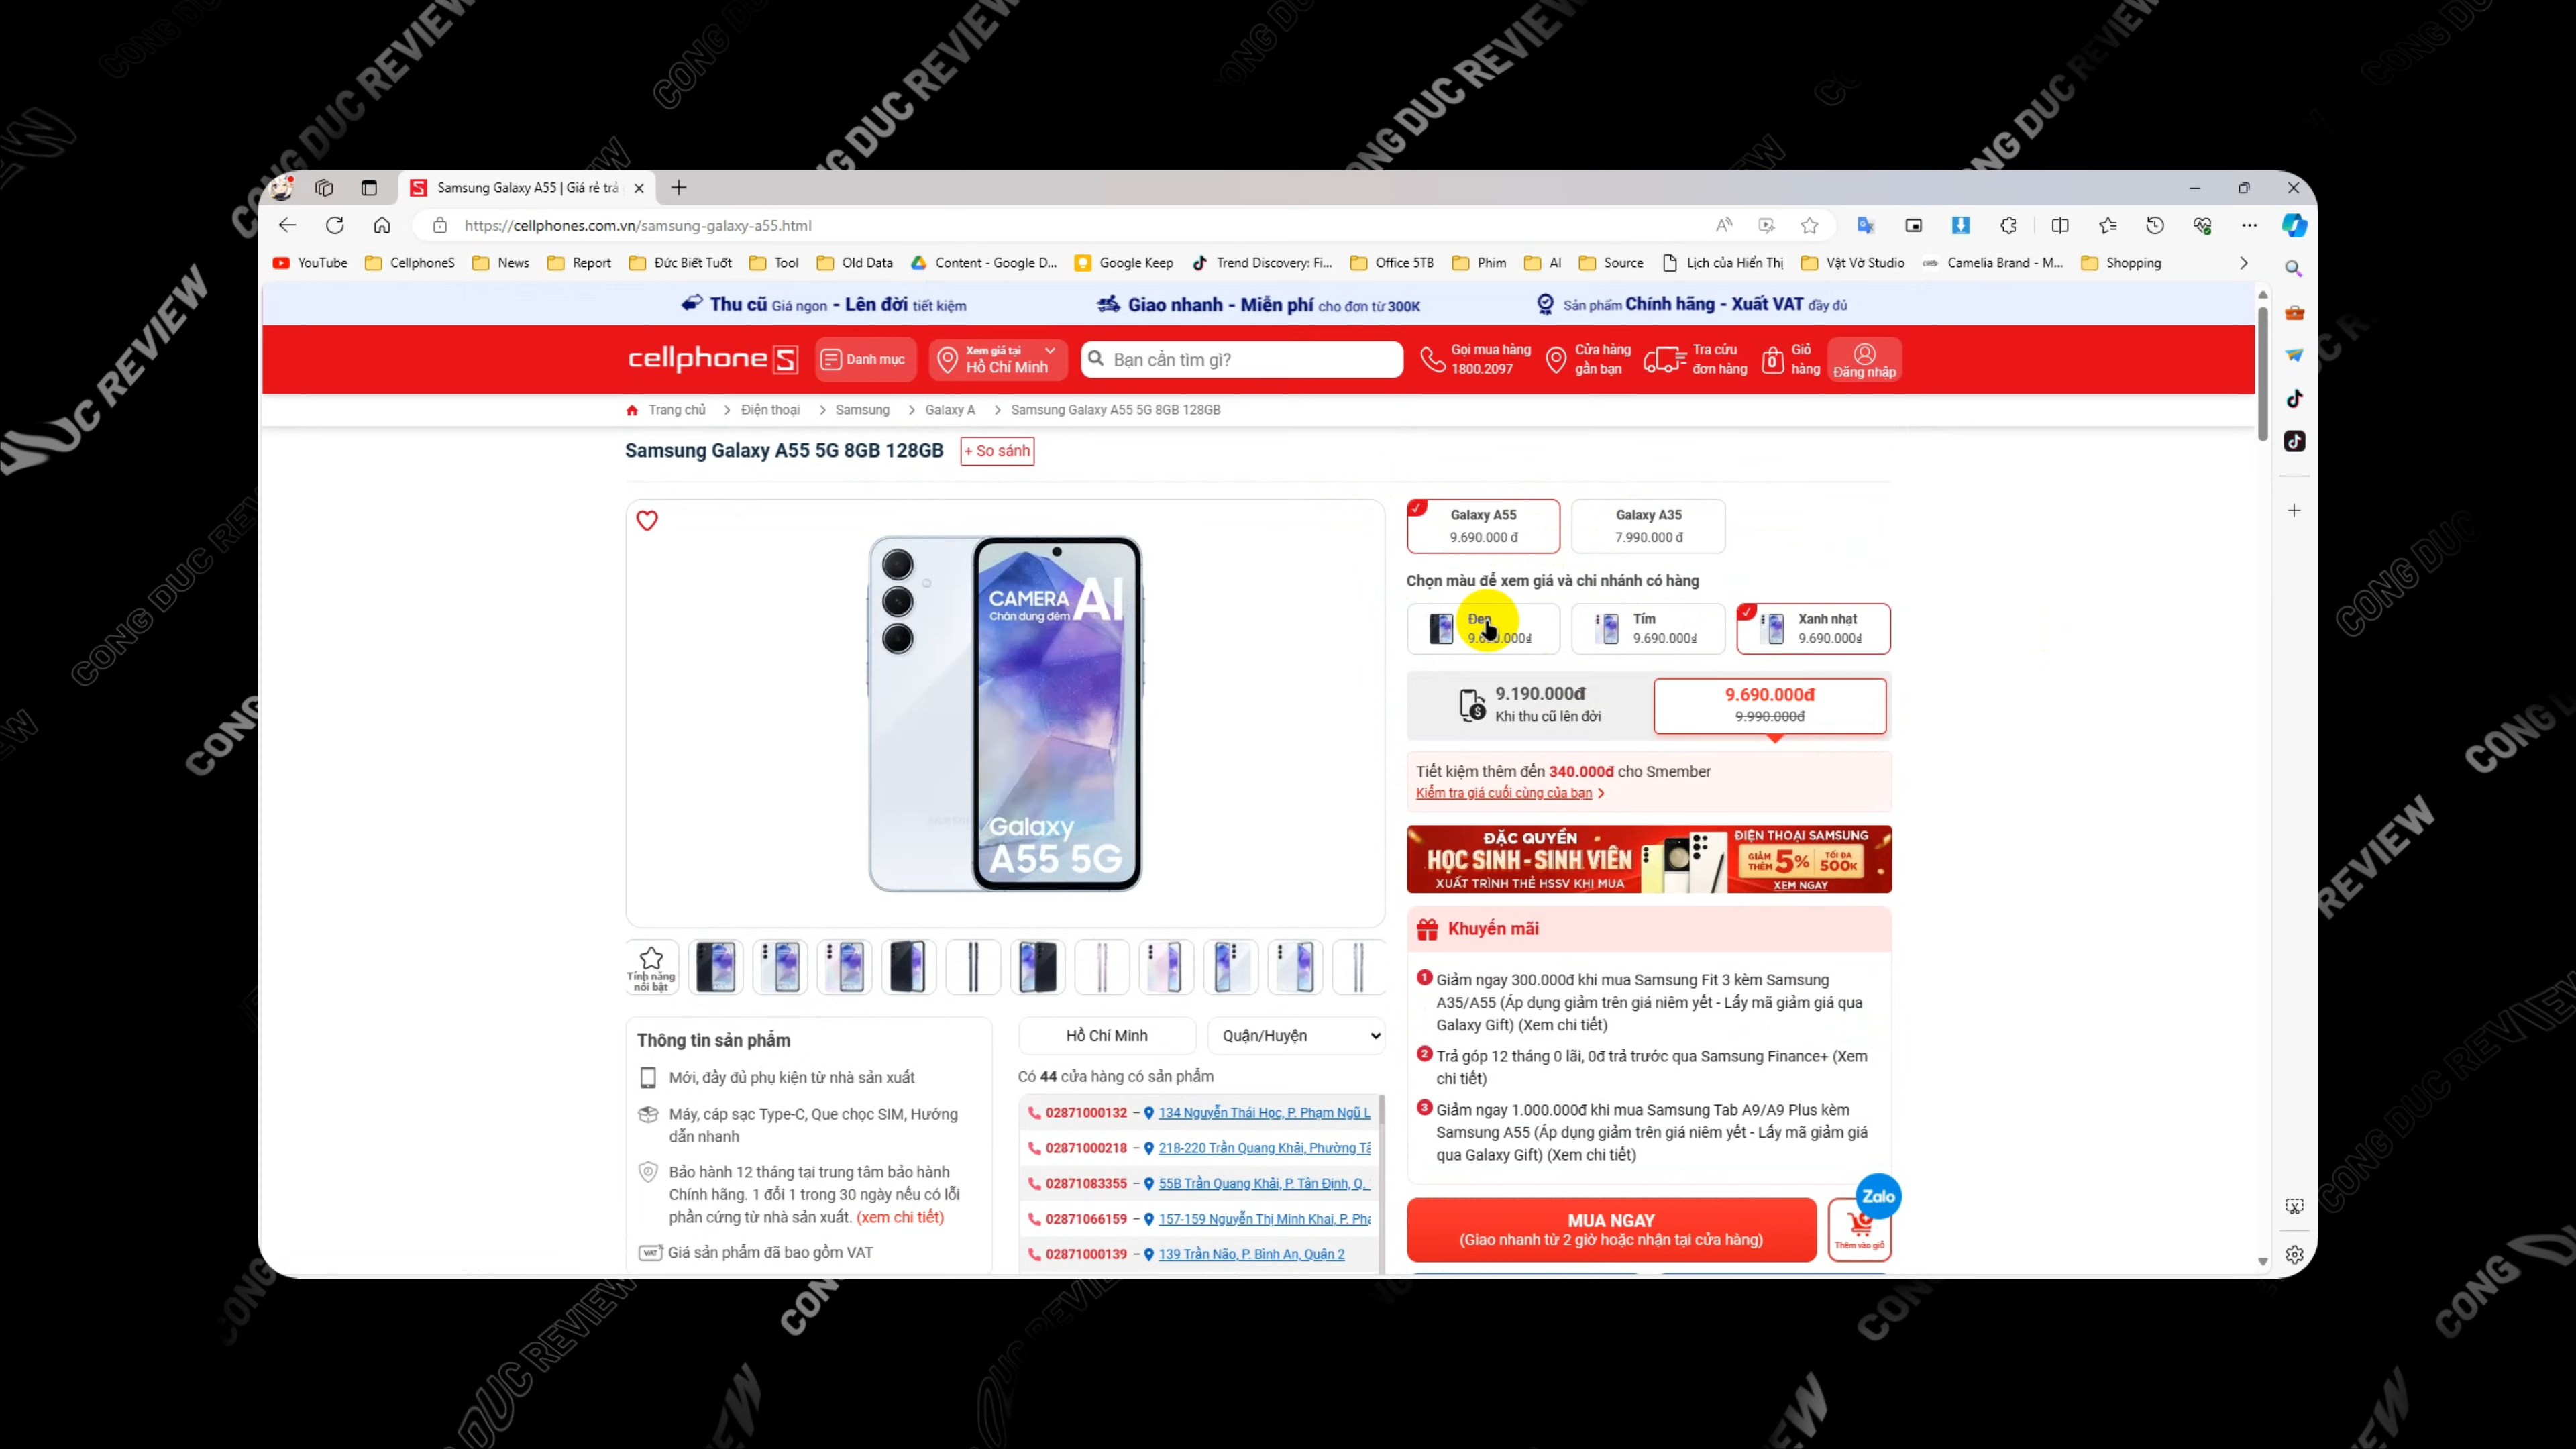 CONG DUC REVIEW
Samsung Galaxy A55 | Giá rẻ trả
https://cellphones.com.vn/samsung-galaxy-a55.html
YouTube
CellphoneS
News
Report
Đức Biết Tuốt
Tool
Old Data
Content - Google D...
Google Keep
Trend Discovery: Fi...
Office 5TB
Phim
AI
Source
Lịch của Hiển Thị
Vật Vờ Studio
Camelia Brand - M...
Shopping
Thu cũ Giá ngon - Lên đời tiết kiệm
Giao nhanh - Miễn phí cho đơn từ 300K
Sản phẩm Chính hãng - Xuất VAT đầy đủ
cellphoneS
Danh mục
Xem giá tại
Hồ Chí Minh
Bạn cần tìm gì?
Gọi mua hàng
1800.2097
Cửa hàng
gần bạn
Tra cứu
đơn hàng
0
Giỏ
hàng
Đăng nhập
Trang chủ > Điện thoại > Samsung > Galaxy A > Samsung Galaxy A55 5G 8GB 128GB
Samsung Galaxy A55 5G 8GB 128GB
+ So sánh
CAMERA AI
Chân dung đêm
Galaxy
A55 5G
Galaxy A55
9.690.000 đ
Galaxy A35
7.990.000 đ
Chọn màu để xem giá và chi nhánh có hàng
Đen
Tím
9.690.000đ
Xanh nhạt
9.690.000đ
9.190.000đ
Khi thu cũ lên đời
9.690.000đ
9.990.000đ
Tiết kiệm thêm đến 340.000đ cho Smember
Kiểm tra giá cuối cùng của bạn >
ĐẶC QUYỀN
HỌC SINH - SINH VIÊN
XUẤT TRÌNH THẺ HSSV KHI MUA
ĐIỆN THOẠI SAMSUNG
GIẢM THÊM 5% TỐI ĐA 500K
XEM NGAY
Khuyến mãi
1 Giảm ngay 300.000đ khi mua Samsung Fit 3 kèm Samsung
A35/A55 (Áp dụng giảm trên giá niêm yết - Lấy mã giảm giá qua
Galaxy Gift) (Xem chi tiết)
2 Trả góp 12 tháng 0 lãi, 0đ trả trước qua Samsung Finance+ (Xem
chi tiết)
3 Giảm ngay 1.000.000đ khi mua Samsung Tab A9/A9 Plus kèm
Samsung A55 (Áp dụng giảm trên giá niêm yết - Lấy mã giảm giá
qua Galaxy Gift) (Xem chi tiết)
MUA NGAY
(Giao nhanh từ 2 giờ hoặc nhận tại cửa hàng)
Zalo
Thêm vào giỏ
Tính năng
nổi bật
Thông tin sản phẩm
Mới, đầy đủ phụ kiện từ nhà sản xuất
Máy, cáp sạc Type-C, Que chọc SIM, Hướng
dẫn nhanh
Bảo hành 12 tháng tại trung tâm bảo hành
Chính hãng. 1 đổi 1 trong 30 ngày nếu có lỗi
phần cứng từ nhà sản xuất. (xem chi tiết)
VAT Giá sản phẩm đã bao gồm VAT
Hồ Chí Minh
Quận/Huyện
Có 44 cửa hàng có sản phẩm
02871000132 – 134 Nguyễn Thái Học, P. Phạm Ngũ L
02871000218 – 218-220 Trần Quang Khải, Phường Tâ
02871083355 – 55B Trần Quang Khải, P. Tân Định, Q.
02871066159 – 157-159 Nguyễn Thị Minh Khai, P. Phạ
02871000139 – 139 Trần Não, P. Bình An, Quận 2